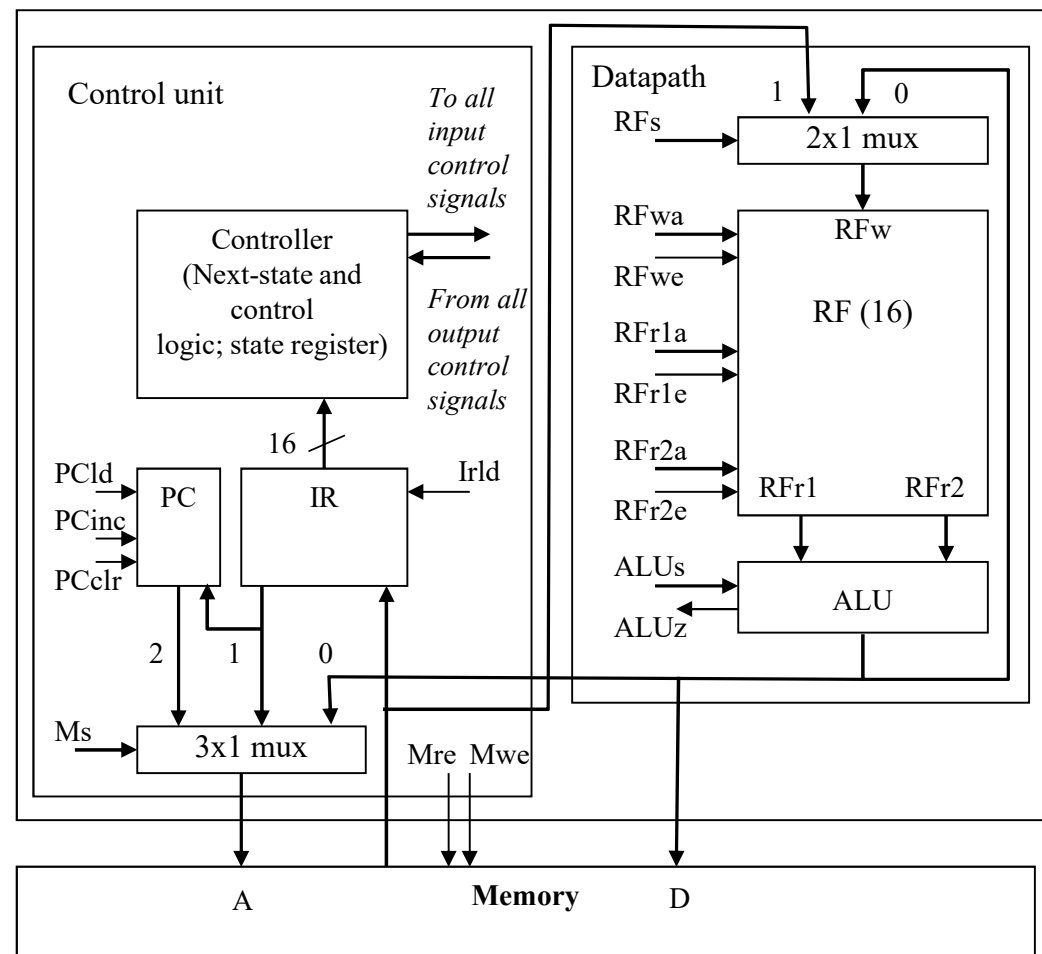 Control unit
To all
input
control
signals
Controller
(Next-state and
control
logic; state register)
From all
output
control
signals
16
PCld
PCinc
PCclr
PC
IR
Irld
2
1
0
Ms
3x1 mux
Mre
Mwe
Datapath
1
0
RFs
2x1 mux
RFwa
RFwe
RFw
RF (16)
RFr1a
RFr1e
RFr2a
RFr2e
RFr1
RFr2
ALUs
ALUz
ALU
A
Memory
D